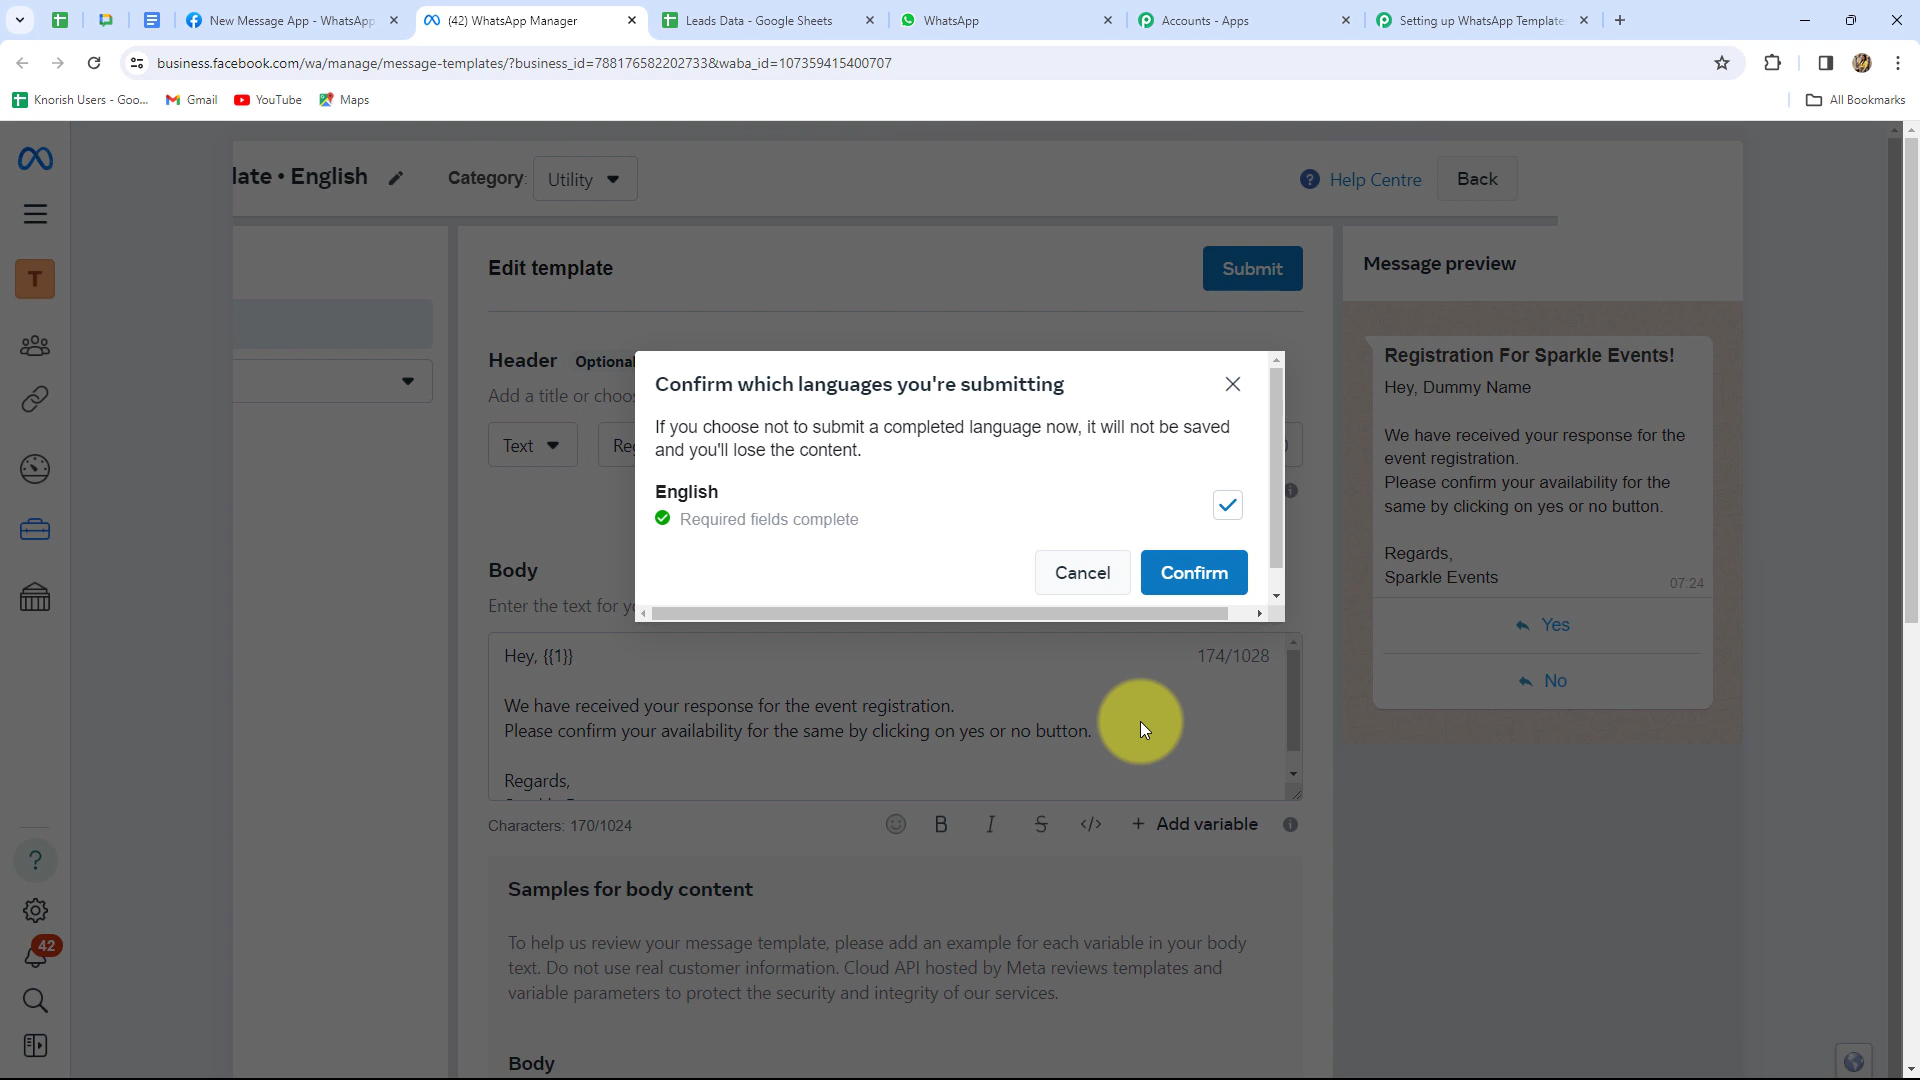 New Message App - WhatsApp
(42) WhatsApp Manager
Leads Data - Google Sheets
WhatsApp
Accounts - Apps
Setting up WhatsApp Template
business.facebook.com/wa/manage/message-templates/?business_id=788176582202733&waba_id=107359415400707
Knorish Users - Goo...
Gmail
YouTube
Maps
All Bookmarks
T
?
42
late • English
Category:
Utility
? Help Centre
Back
Edit template
Submit
Message preview
Header
Optional
Add a title or choo
Text
Re
Confirm which languages you're submitting
If you choose not to submit a completed language now, it will not be saved
and you'll lose the content.
English
Required fields complete
Cancel
Confirm
Body
Enter the text for yo
Hey, {{1}}
174/1028
We have received your response for the event registration.
Please confirm your availability for the same by clicking on yes or no button.
Regards,
Characters: 170/1024
B
I
S
</>
+ Add variable
Samples for body content
To help us review your message template, please add an example for each variable in your body
text. Do not use real customer information. Cloud API hosted by Meta reviews templates and
variable parameters to protect the security and integrity of our services.
Body
Registration For Sparkle Events!
Hey, Dummy Name
We have received your response for the
event registration.
Please confirm your availability for the
same by clicking on yes or no button.
Regards,
Sparkle Events
07:24
Yes
No